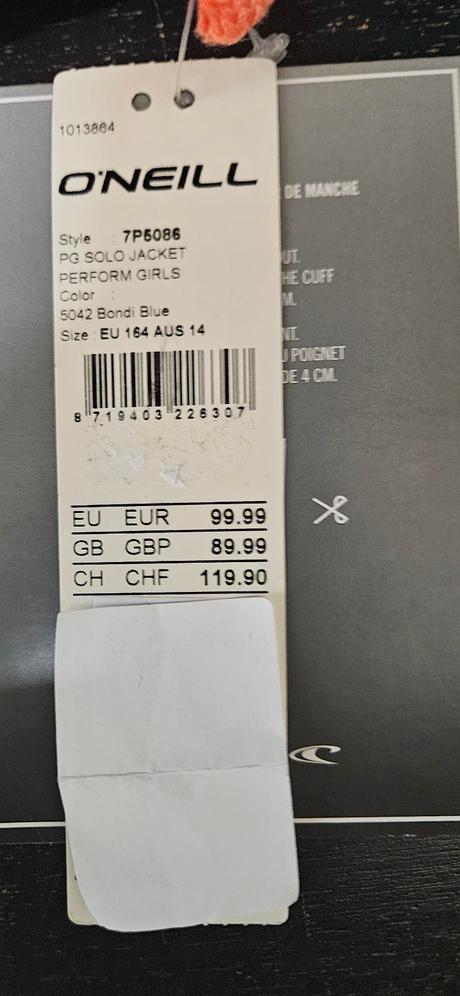 1013864
O'NEILL
Style : 7P5086
PG SOLO JACKET
PERFORM GIRLS
Color :
5042 Bondi Blue
Size : EU 164 AUS 14
8 719403 226307
EU EUR 99.99
GB GBP 89.99
CH CHF 119.90
DE MANCHE
UT.
HE CUFF
M.
NT.
U POIGNET
DE 4 CM.